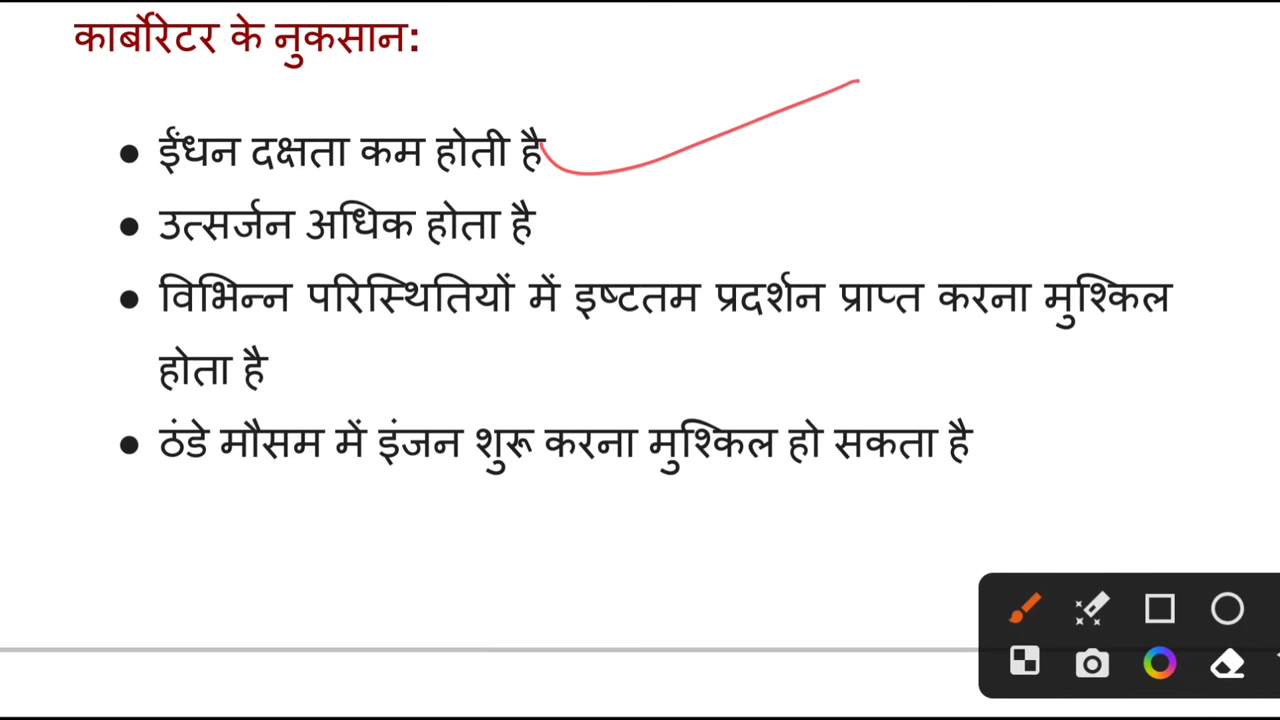 कार्बोरेटर के नुकसान:
● ईंधन दक्षता कम होती है
● उत्सर्जन अधिक होता है
● विभिन्न परिस्थितियों में इष्टतम प्रदर्शन प्राप्त करना मुश्किल
होता है
● ठंडे मौसम में इंजन शुरू करना मुश्किल हो सकता है